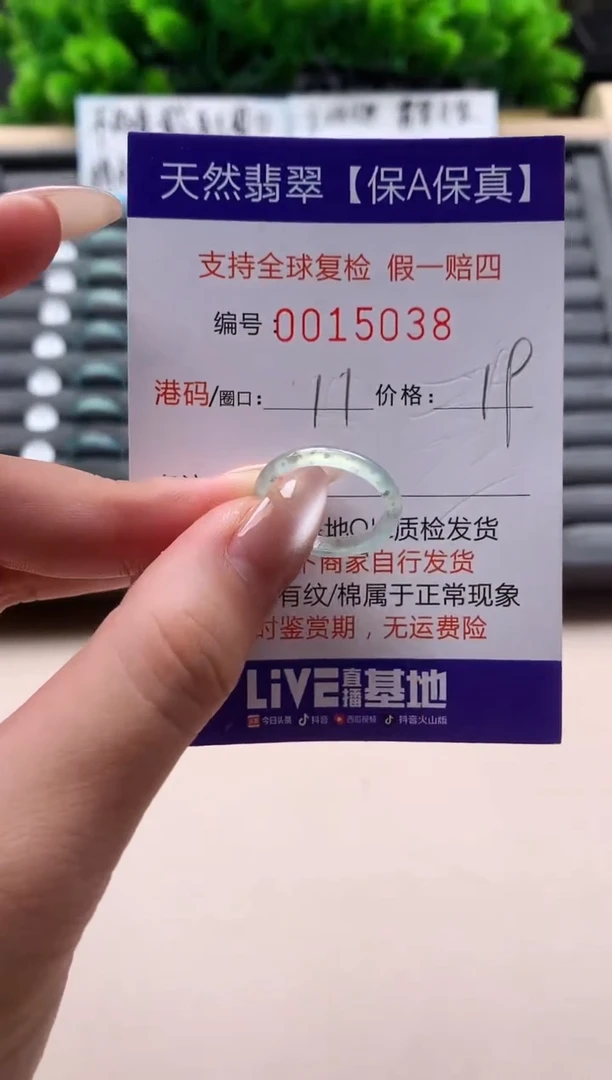 天然翡翠【保A保真】
支持全球复检 假一赔四
编号:0015038
港码/圈口: 11 价格: 19
地QI质检发货
商家自行发货
有纹/棉属于正常现象
时鉴赏期，无运费险
LiVE直播基地
今日头条 抖音 西瓜视频 抖音火山版